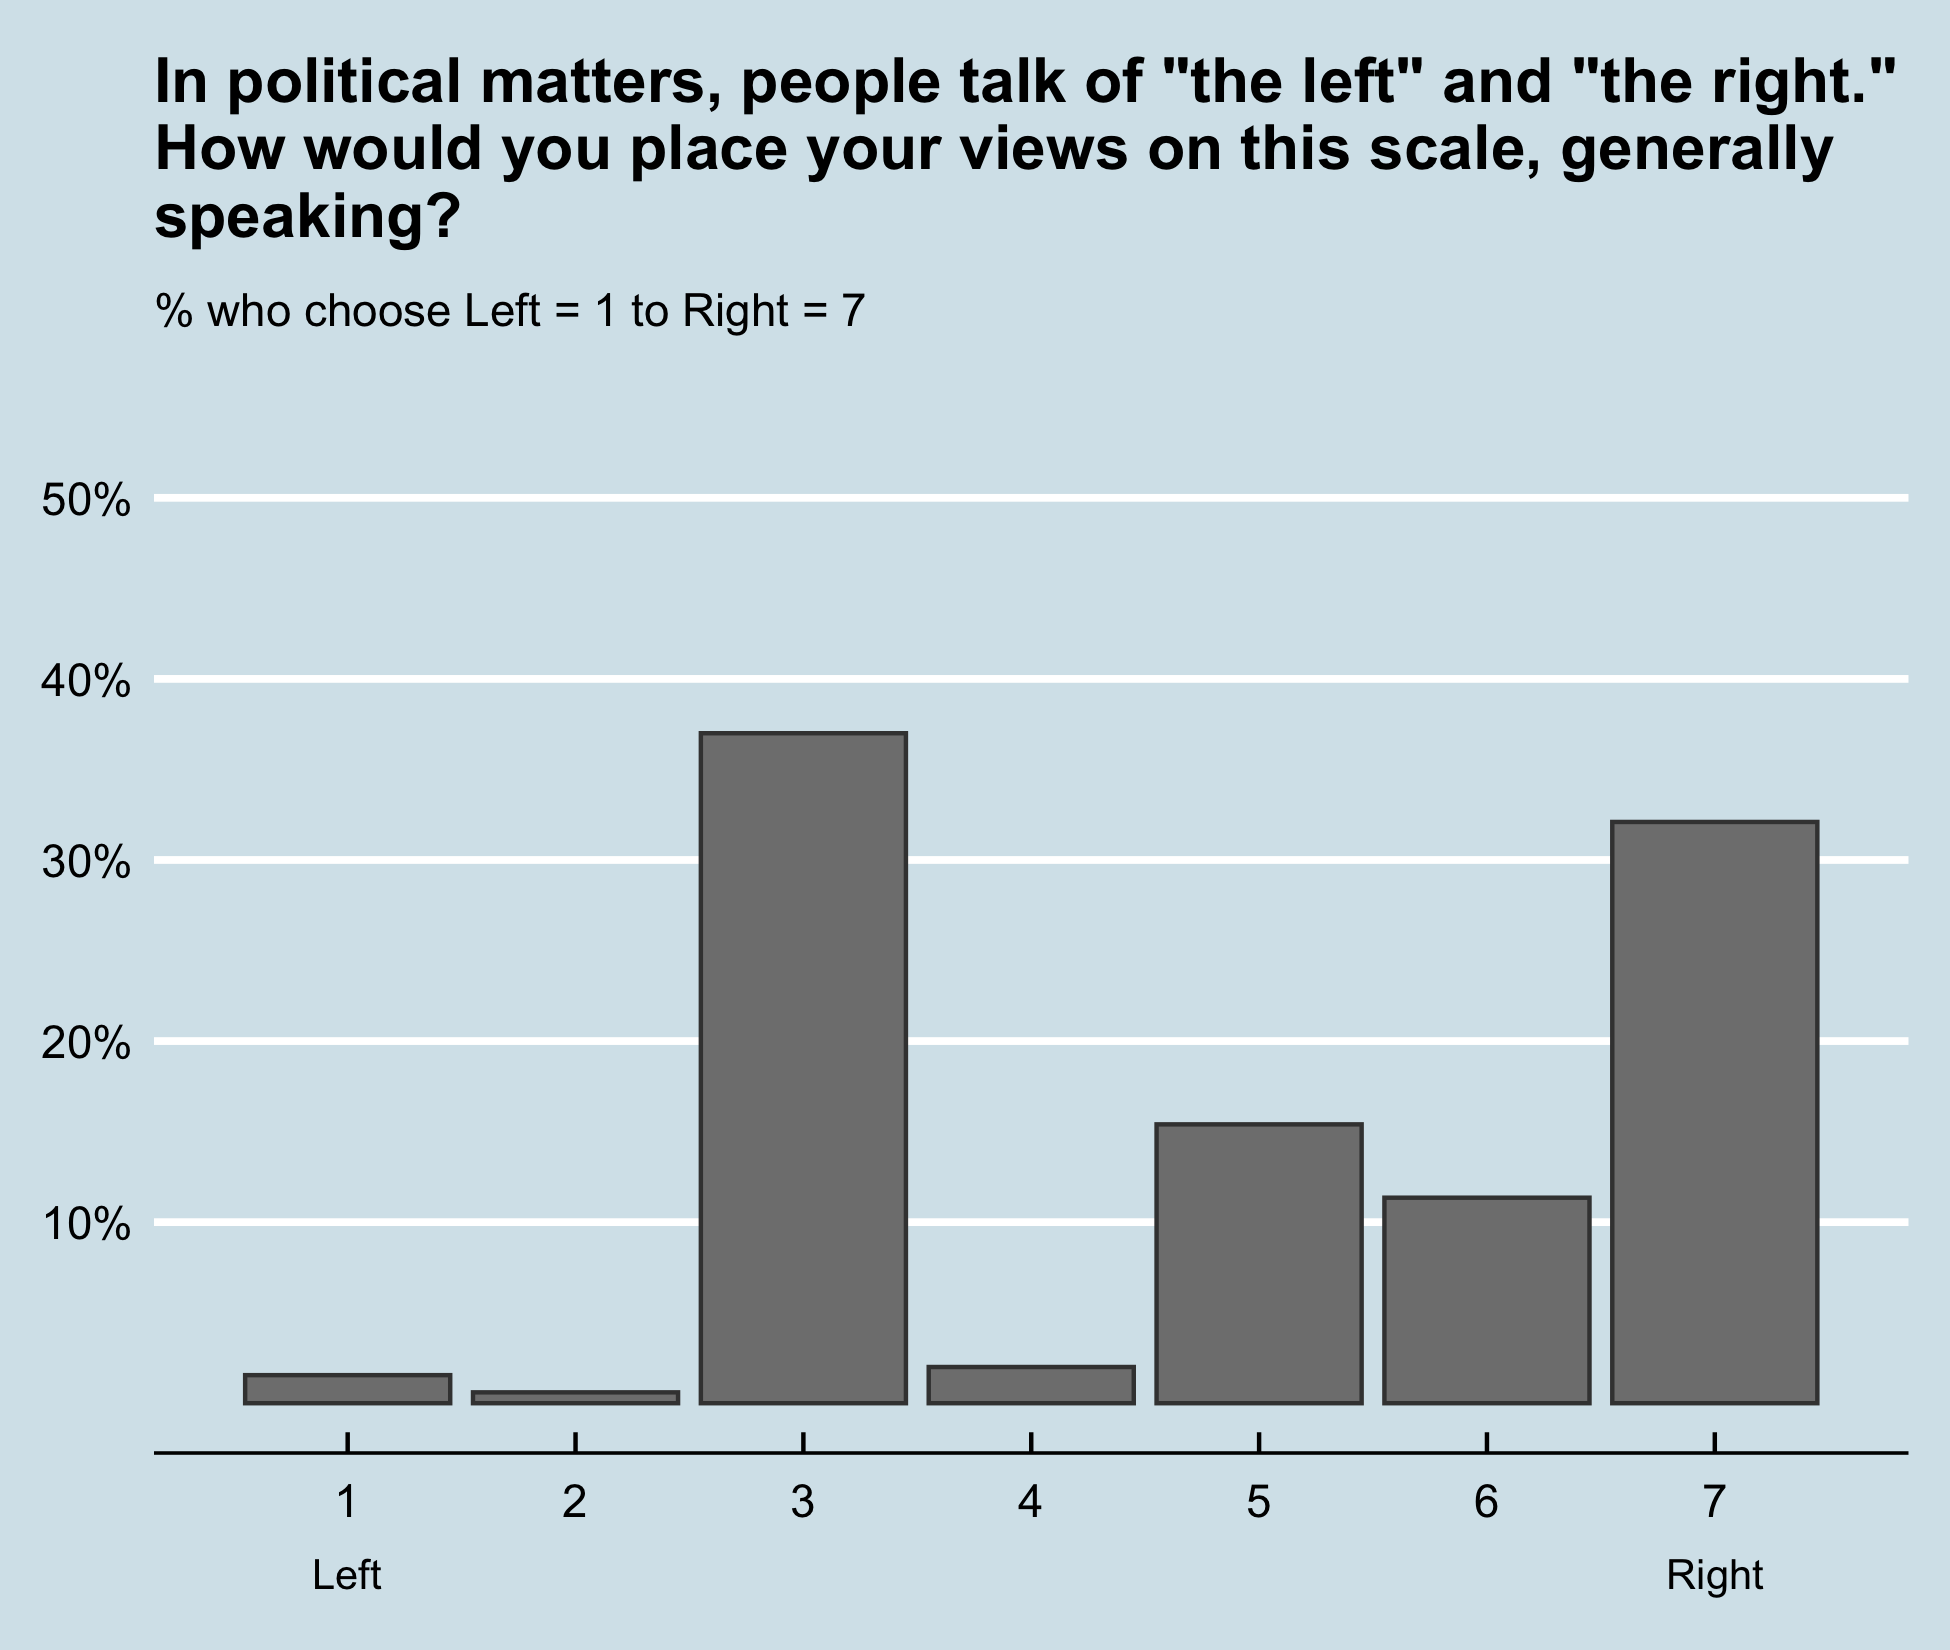 In political matters, people talk of "the left" and "the right."
How would you place your views on this scale, generally
speaking?
% who choose Left = 1 to Right = 7
50%
40%
30%
20%
10%
1 2 3 4 5 6 7
Left Right